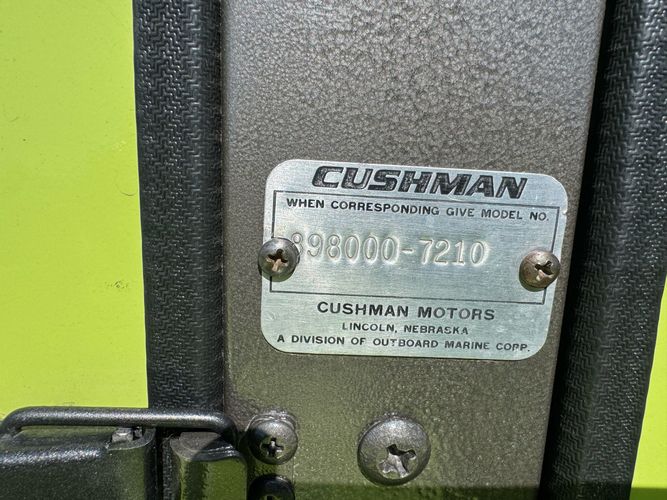 CUSHMAN
WHEN CORRESPONDING GIVE MODEL NO.
898000-7210
CUSHMAN MOTORS
LINCOLN, NEBRASKA
A DIVISION OF OUTBOARD MARINE CORP.